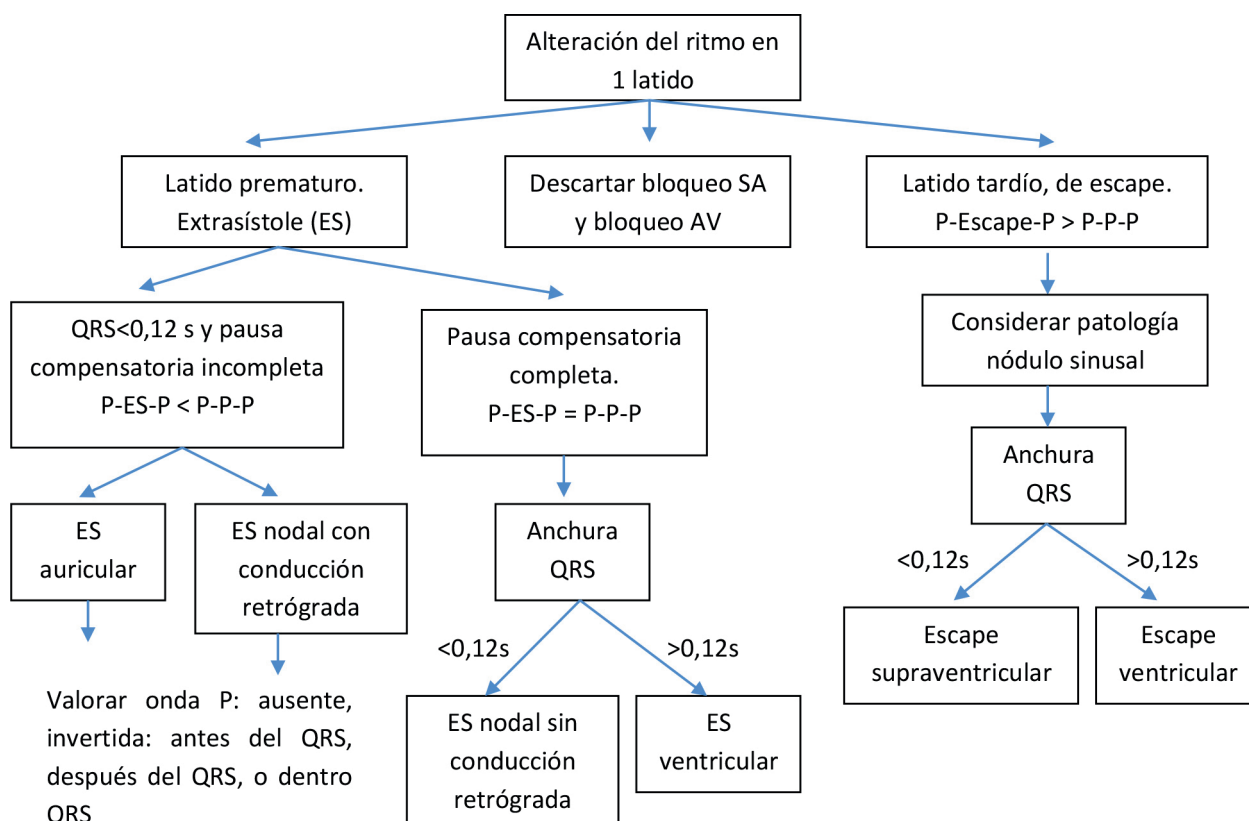 Alteración del ritmo en
1 latido
Latido prematuro.
Extrasístole (ES)
Descartar bloqueo SA
y bloqueo AV
Latido tardío, de escape.
P-Escape-P > P-P-P
QRS<0,12 s y pausa
compensatoria incompleta
P-ES-P < P-P-P
Pausa compensatoria
completa.
P-ES-P = P-P-P
Considerar patología
nódulo sinusal
ES
auricular
ES nodal con
conducción
retrógrada
Anchura
QRS
Anchura
QRS
<0,12s
>0,12s
<0,12s
>0,12s
Valorar onda P: ausente,
invertida: antes del QRS,
después del QRS, o dentro
QRS
ES nodal sin
conducción
retrógrada
ES
ventricular
Escape
supraventricular
Escape
ventricular